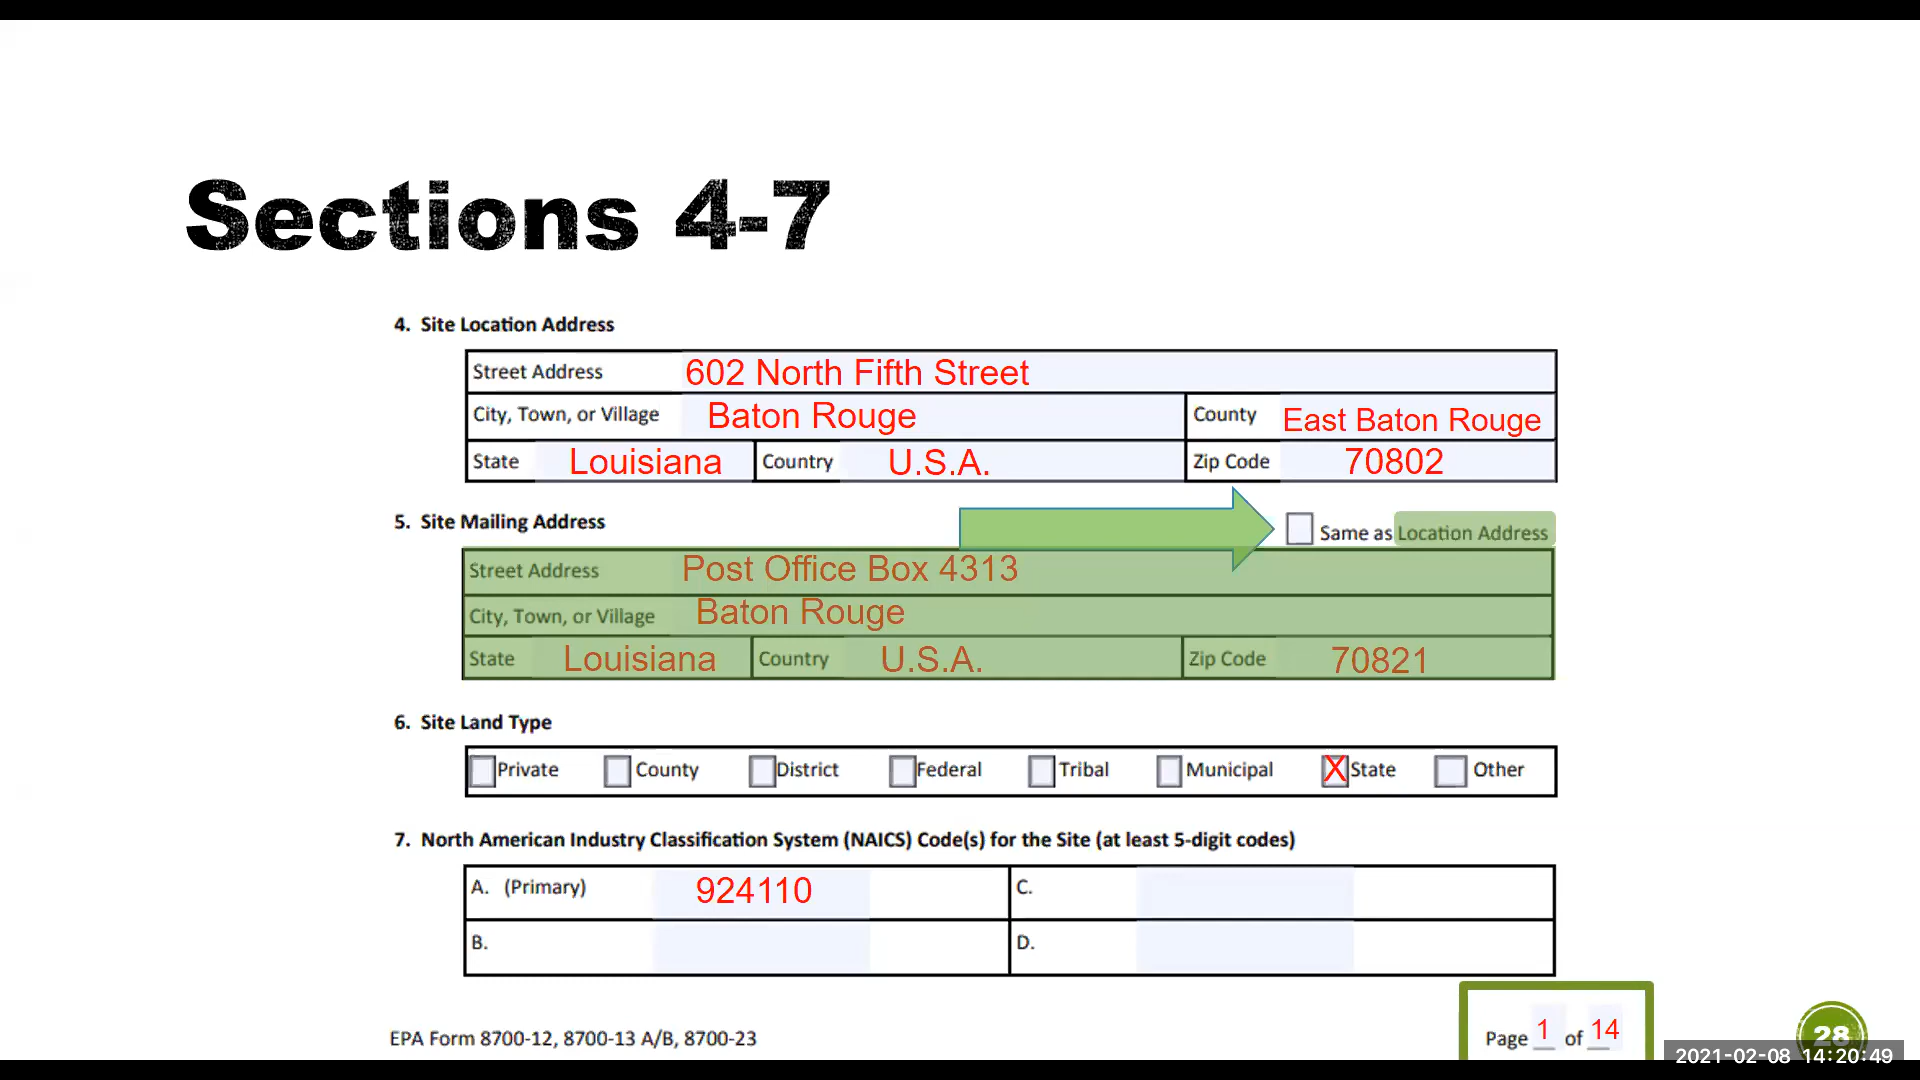 Sections 4-7
4. Site Location Address
Street Address 602 North Fifth Street
City, Town, or Village Baton Rouge County East Baton Rouge
State Louisiana Country U.S.A. Zip Code 70802
5. Site Mailing Address Same as Location Address
Street Address Post Office Box 4313
City, Town, or Village Baton Rouge
State Louisiana Country U.S.A. Zip Code 70821
6. Site Land Type
Private County District Federal Tribal Municipal X State Other
7. North American Industry Classification System (NAICS) Code(s) for the Site (at least 5-digit codes)
A. (Primary) 924110 C.
B. D.
EPA Form 8700-12, 8700-13 A/B, 8700-23 Page 1 of 14 28
2021-02-08 14:20:49